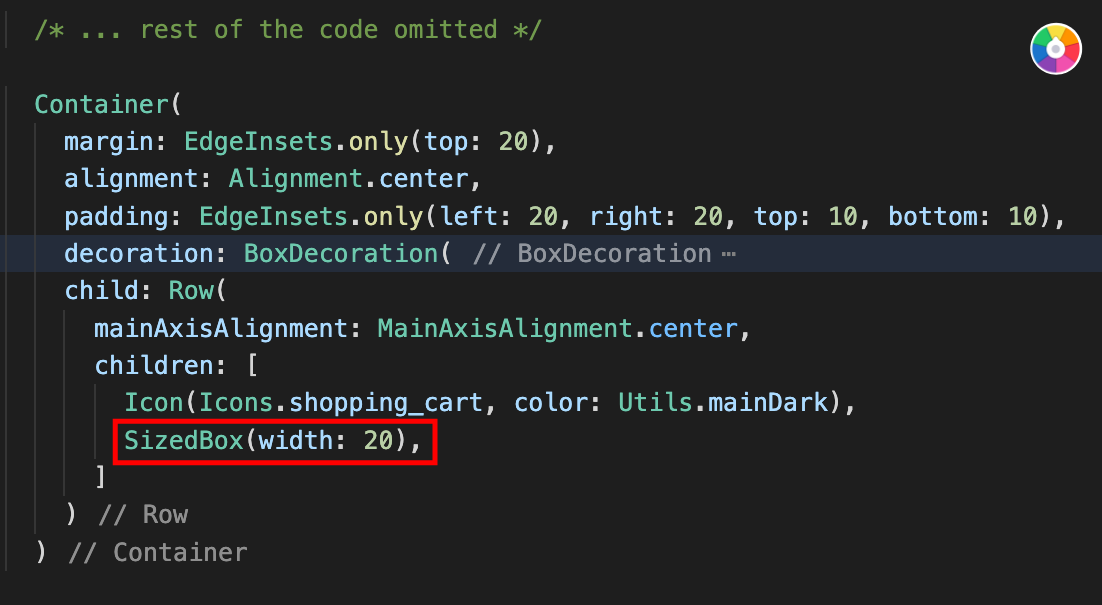 /* ... rest of the code omitted */
Container(
margin: EdgeInsets.only(top: 20),
alignment: Alignment.center,
padding: EdgeInsets.only(left: 20, right: 20, top: 10, bottom: 10),
decoration: BoxDecoration( // BoxDecoration ⋯
child: Row(
mainAxisAlignment: MainAxisAlignment.center,
children: [
Icon(Icons.shopping_cart, color: Utils.mainDark),
SizedBox(width: 20),
]
) // Row
) // Container